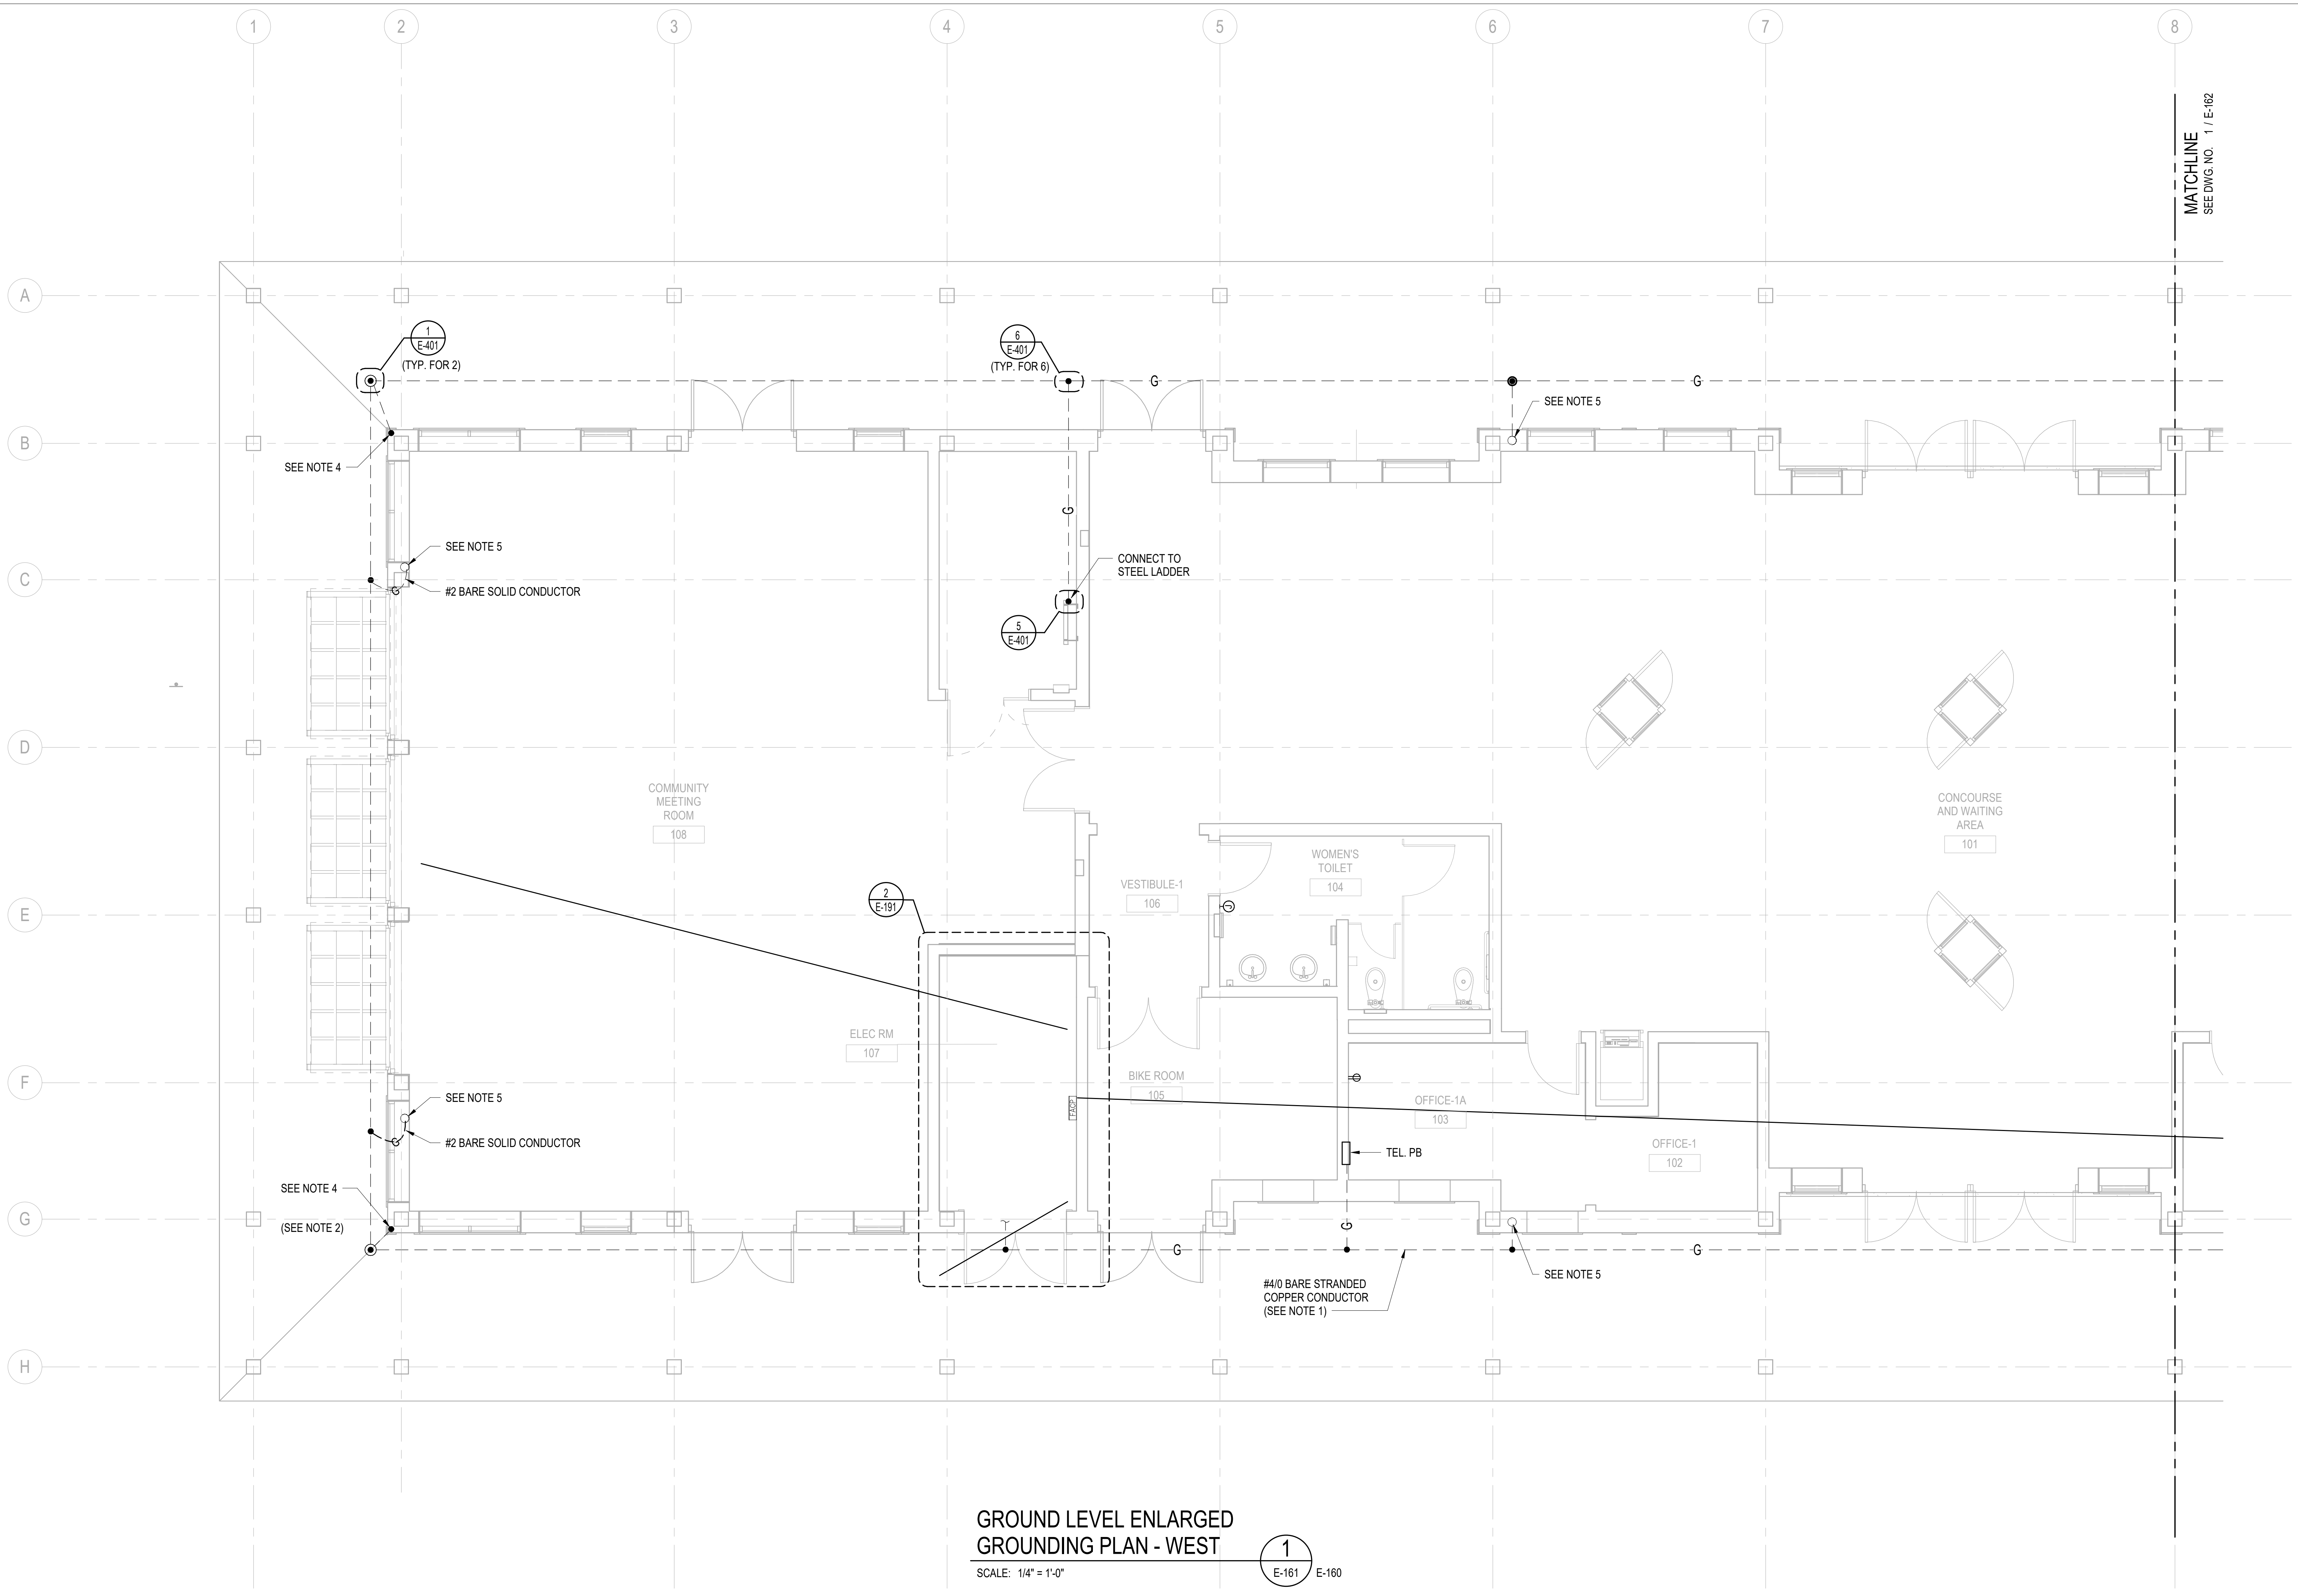 1 2 3 4 5 6 7 8
MATCHLINE
SEE DWG. NO. 1 / E-162
A
1
E-401
(TYP. FOR 2)
6
E-401
(TYP. FOR 6)
G
G
SEE NOTE 5
B
SEE NOTE 4
G
SEE NOTE 5
CONNECT TO
STEEL LADDER
C
#2 BARE SOLID CONDUCTOR
G
5
E-401
D
COMMUNITY
MEETING
ROOM
108
CONCOURSE
AND WAITING
AREA
101
WOMEN'S
TOILET
104
VESTIBULE-1
106
2
E-191
J
E
ELEC RM
107
F
BIKE ROOM
105
SEE NOTE 5
FACP
OFFICE-1A
103
#2 BARE SOLID CONDUCTOR
G
OFFICE-1
102
TEL. PB
SEE NOTE 4
G
(SEE NOTE 2)
G
G
G
SEE NOTE 5
#4/0 BARE STRANDED
COPPER CONDUCTOR
(SEE NOTE 1)
H
GROUND LEVEL ENLARGED
GROUNDING PLAN - WEST
SCALE: 1/4" = 1'-0"
1
E-161
E-160